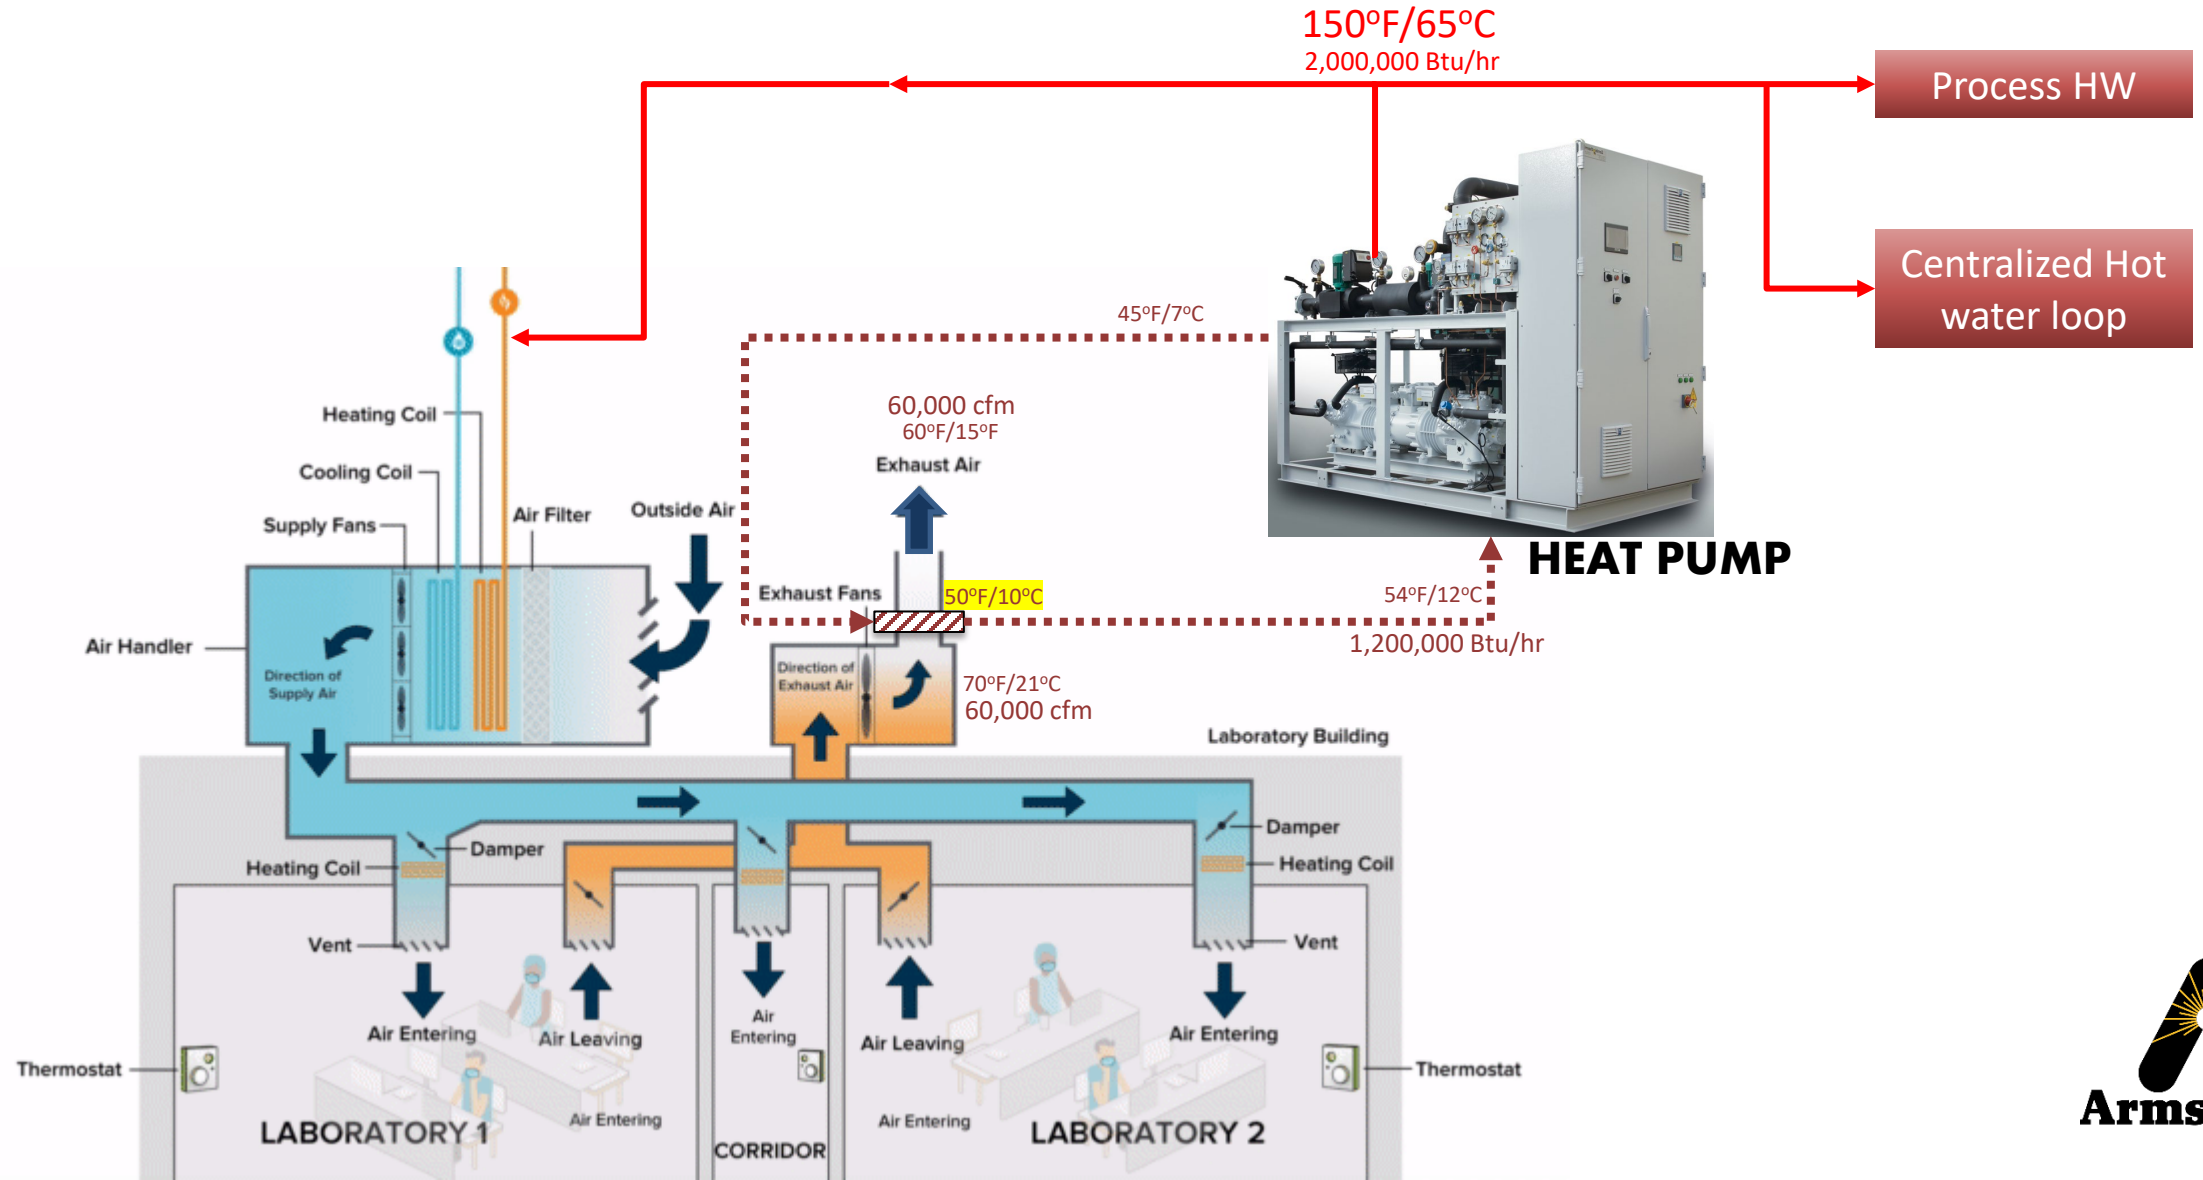 150°F/65°C
2,000,000 Btu/hr
Process HW
Centralized Hot
water loop
45°F/7°C
60,000 cfm
60°F/15°F
Exhaust Air
Heating Coil
Cooling Coil
Supply Fans
Air Filter
Outside Air
HEAT PUMP
Exhaust Fans
50°F/10°C
54°F/12°C
1,200,000 Btu/hr
Air Handler
Direction of
Supply Air
Direction of
Exhaust Air
70°F/21°C
60,000 cfm
Laboratory Building
Damper
Heating Coil
Damper
Heating Coil
Vent
Vent
Air Entering
Air Leaving
Air
Entering
Air Leaving
Air Entering
Thermostat
Thermostat
Air Entering
Air Entering
LABORATORY 1
CORRIDOR
LABORATORY 2
Arms